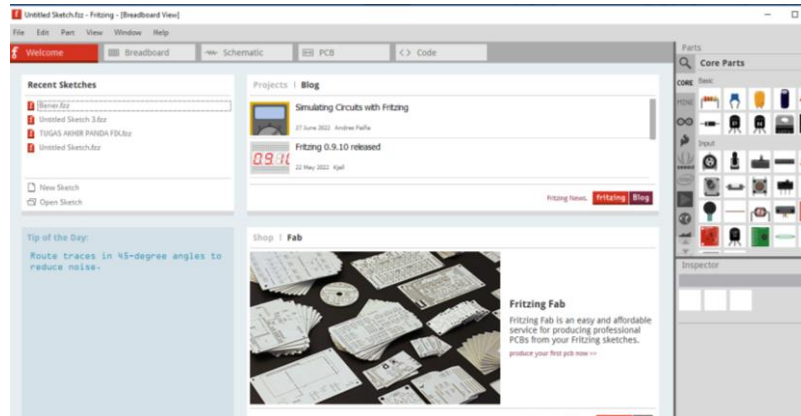 Untitled Sketch.fzz - Fritzing - [Breadboard View]
File Edit Part View Window Help
Welcome
Breadboard
Schematic
PCB
Code
Recent Sketches
Bener.fzz
Untitled Sketch 3.fzz
TUGAS AKHIR PANDA FIX.fzz
Untitled Sketch.fzz
New Sketch
Open Sketch
Projects | Blog
Simulating Circuits with Fritzing
27 June 2022 Andrea Fedła
Fritzing 0.9.10 released
22 May 2022 Kjell
Fritzing News. fritzing Blog
Tip of the Day:
Route traces in 45-degree angles to
reduce noise.
Shop | Fab
Fritzing Fab
Fritzing Fab is an easy and affordable
service for producing professional
PCBs from your Fritzing sketches.
produce your first pcb now >>
Parts
Core Parts
CORE
Basic
MINE
Input
Inspector